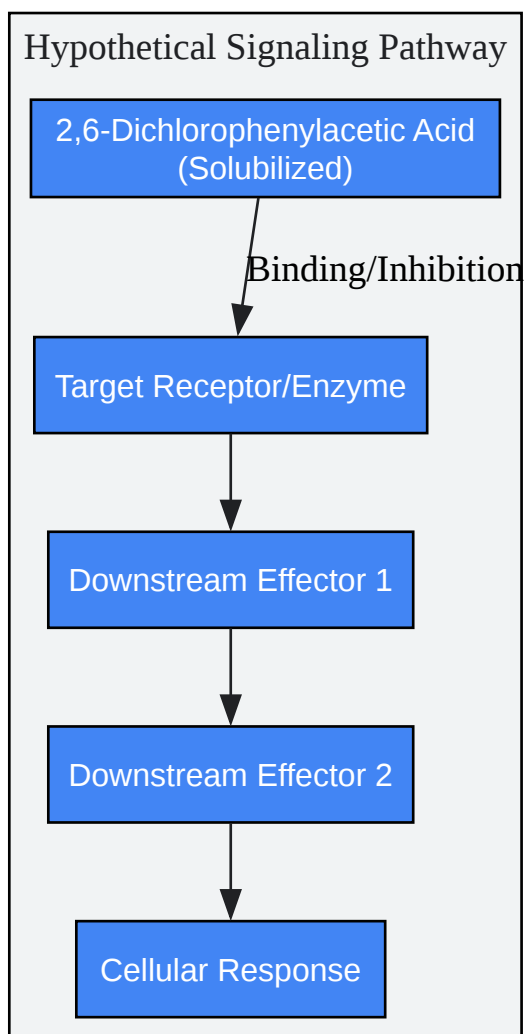 Hypothetical Signaling Pathway
2,6-Dichlorophenylacetic Acid
(Solubilized)
Binding/Inhibition
Target Receptor/Enzyme
Downstream Effector 1
Downstream Effector 2
Cellular Response